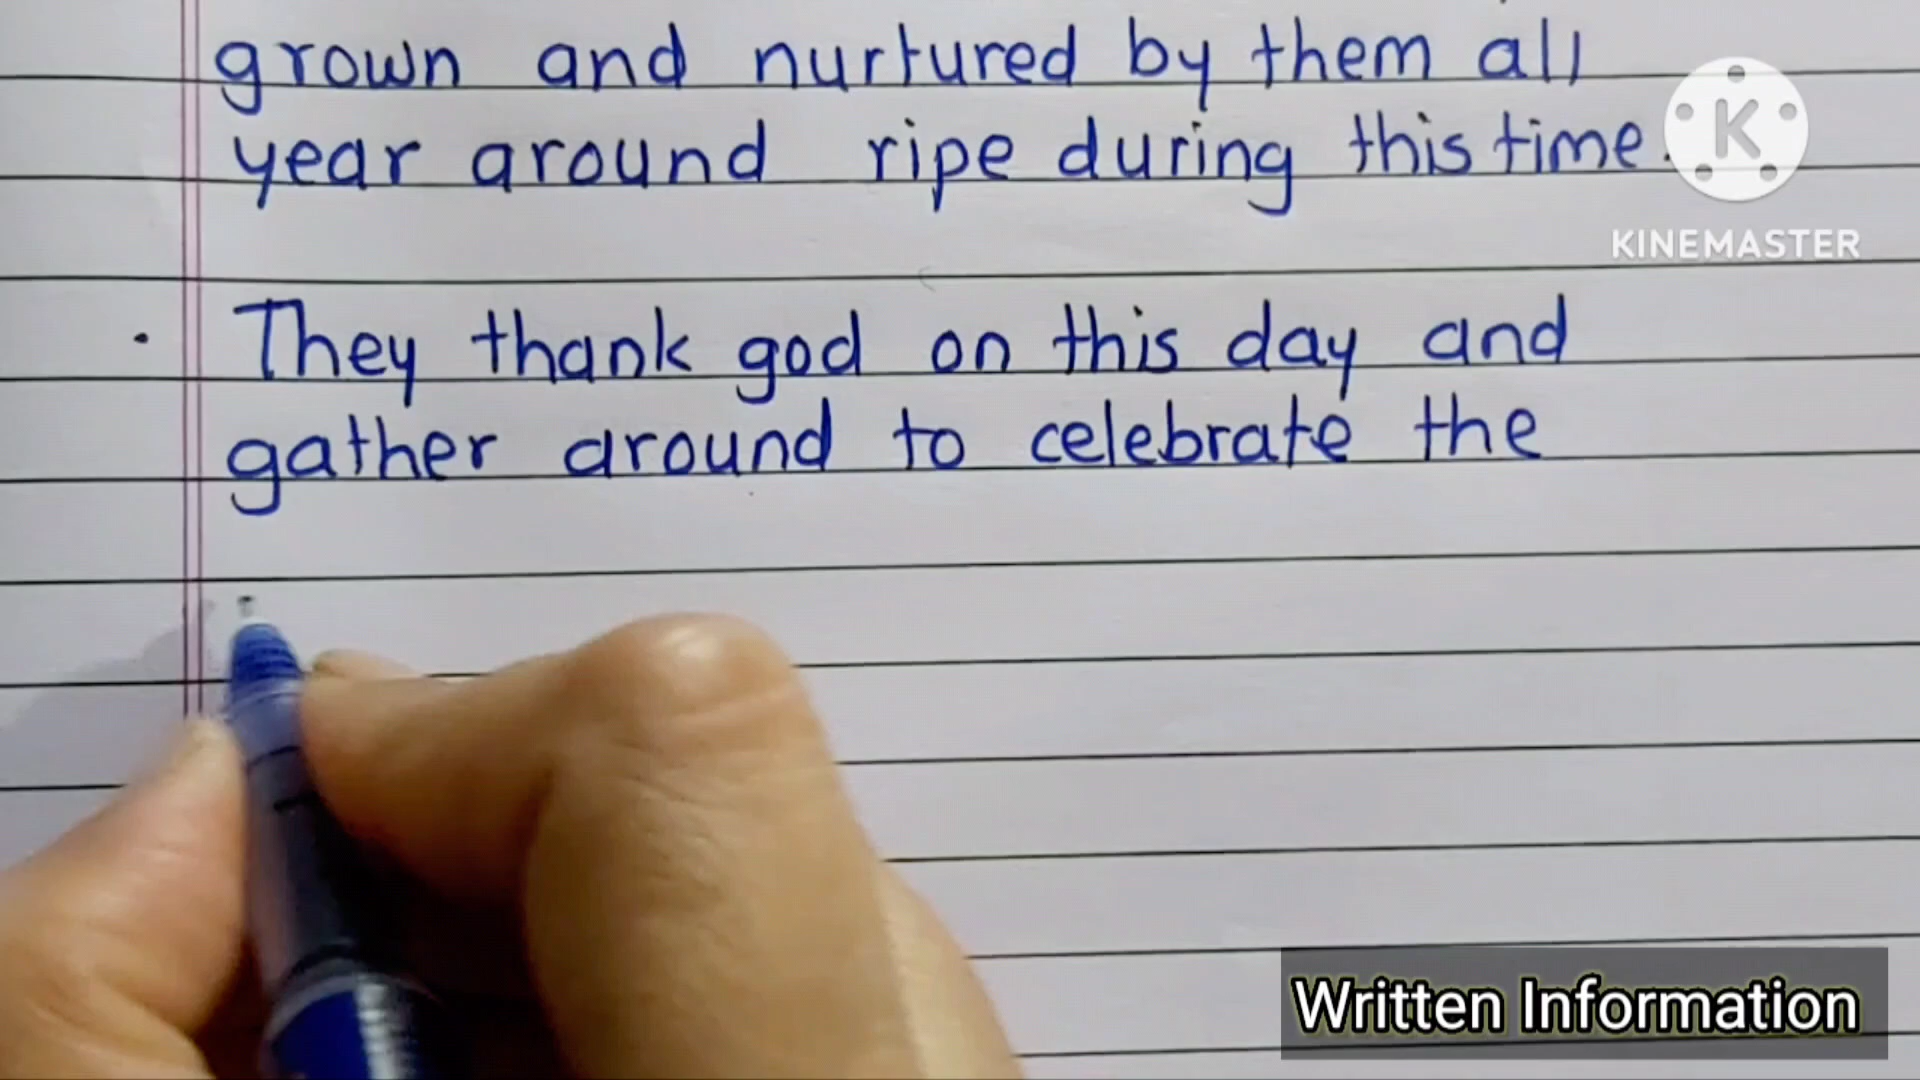 grown and nurtured by them all
year around ripe during this time.
KINEMASTER
• They thank god on this day and
gather around to celebrate the
Written Information